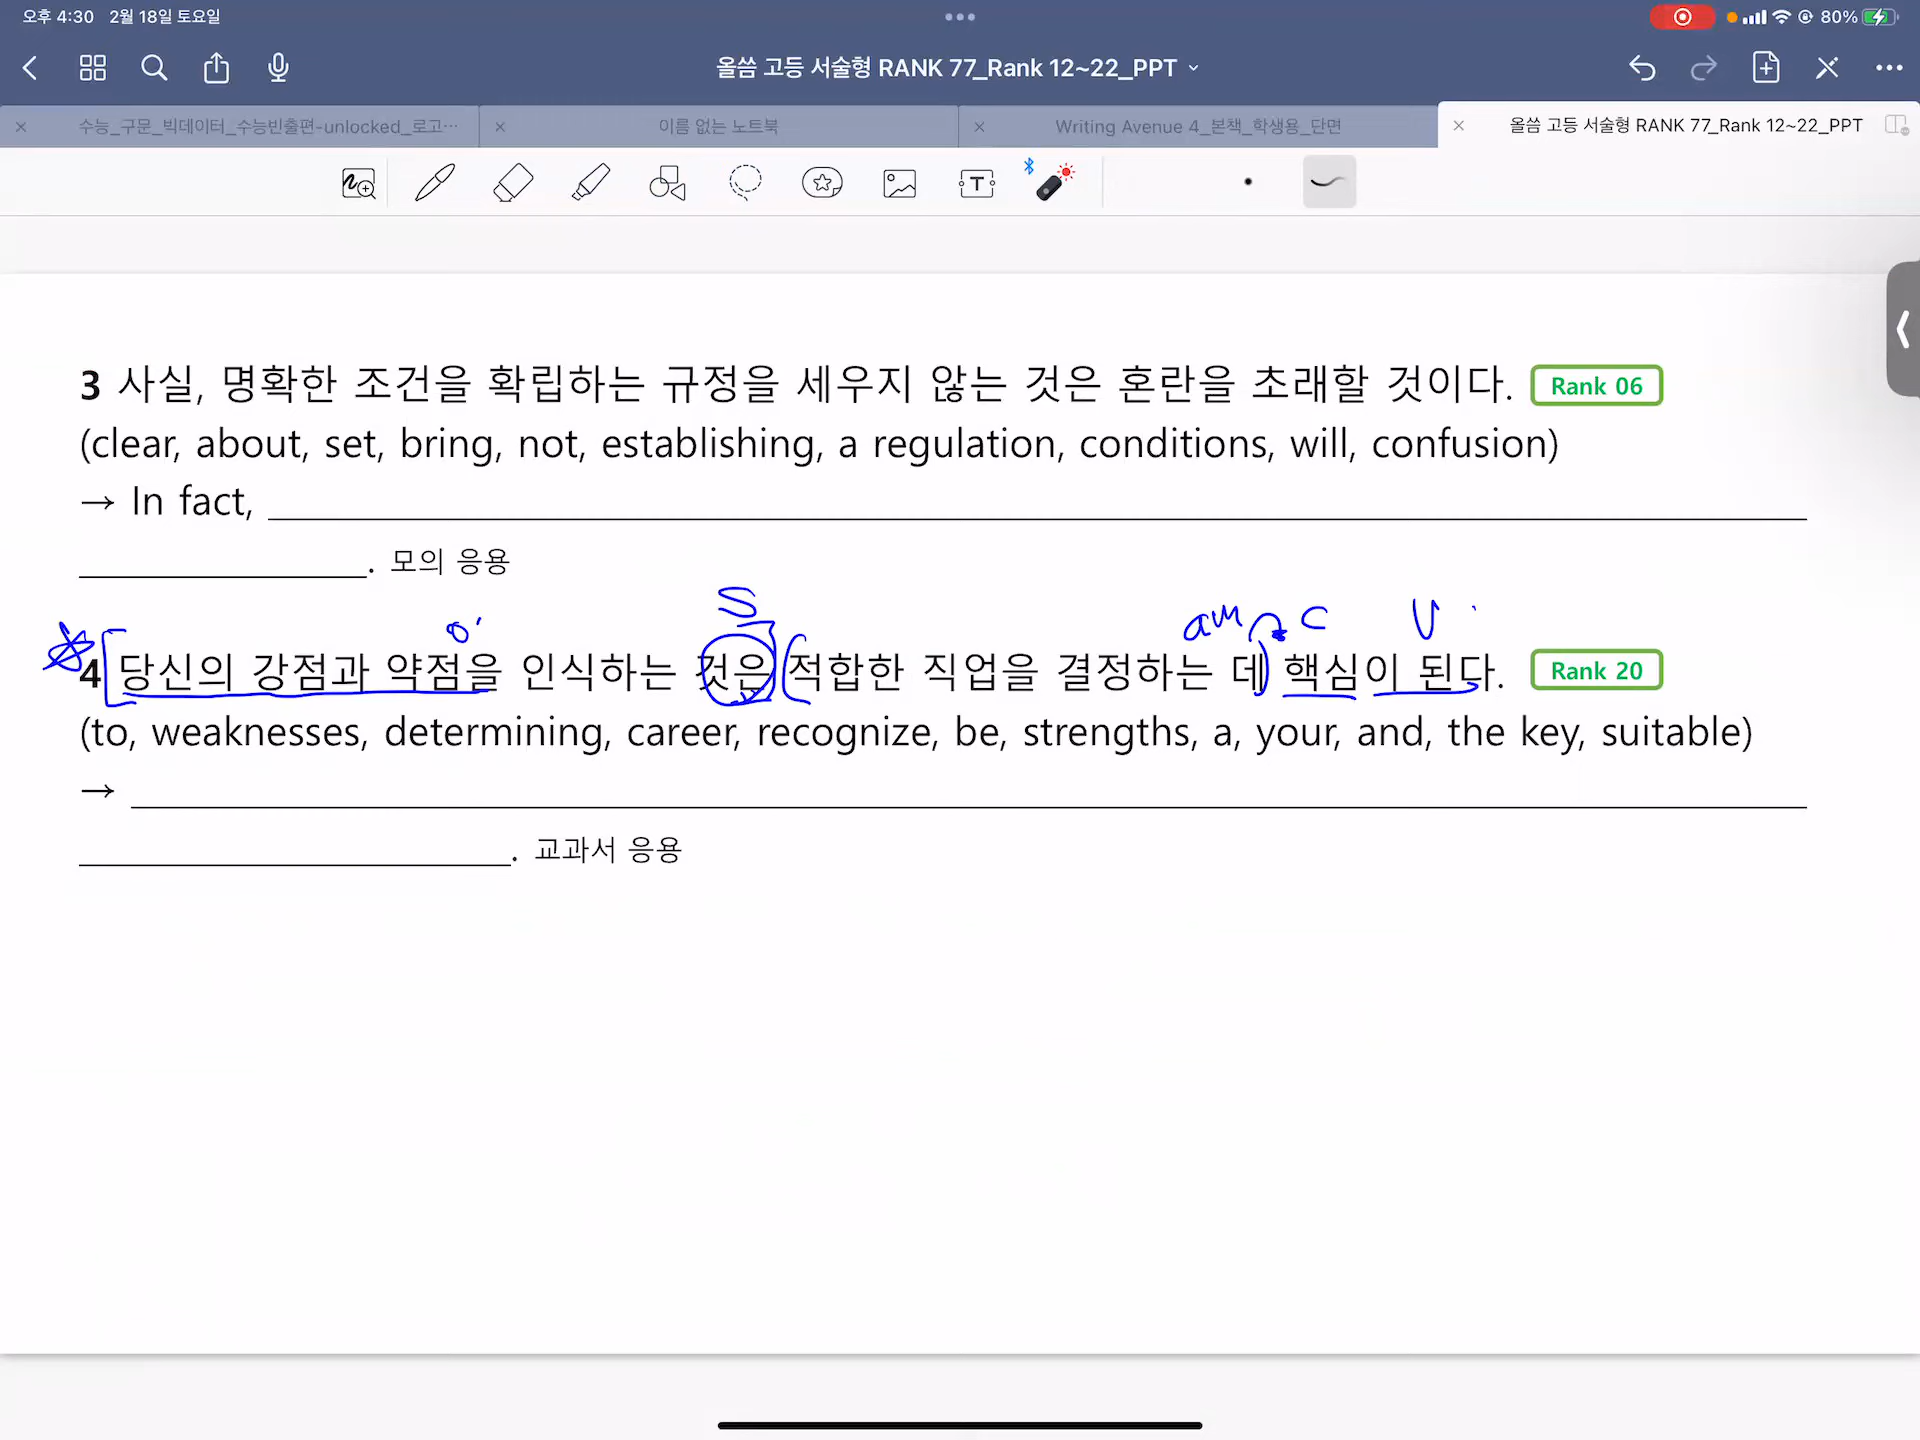 오후 4:30 2월 18일 토요일
80%
올씀 고등 서술형 RANK 77_Rank 12~22_PPT
수능_구문_빅데이터_수능빈출편-unlocked_로고…
이름 없는 노트북
Writing Avenue 4_본책_학생용_단면
올씀 고등 서술형 RANK 77_Rank 12~22_PPT
3 사실, 명확한 조건을 확립하는 규정을 세우지 않는 것은 혼란을 초래할 것이다. Rank 06
(clear, about, set, bring, not, establishing, a regulation, conditions, will, confusion)
→ In fact,
. 모의 응용
o' S am C V
4 당신의 강점과 약점을 인식하는 것은 적합한 직업을 결정하는 데 핵심이 된다. Rank 20
(to, weaknesses, determining, career, recognize, be, strengths, a, your, and, the key, suitable)
→
. 교과서 응용